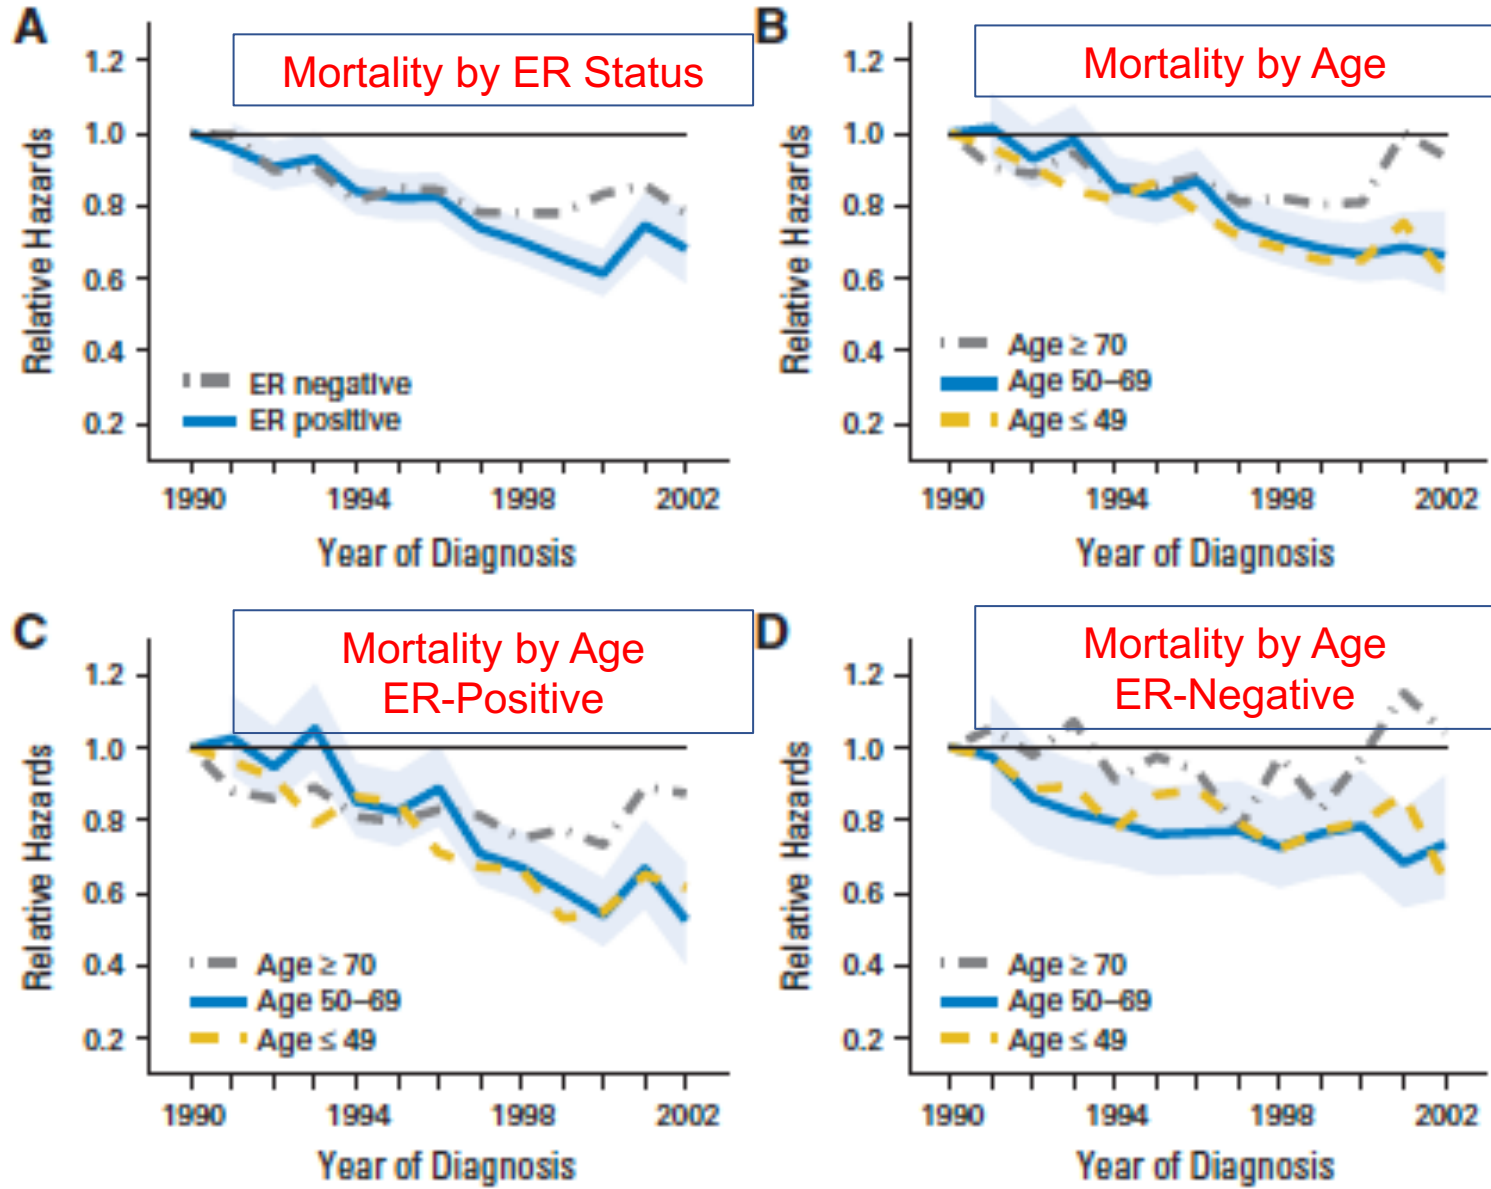 A
Mortality by ER Status
1.2
1.0
0.8
0.6
0.4
0.2
Relative Hazards
ER negative
ER positive
1990 1994 1998 2002
Year of Diagnosis
B
Mortality by Age
1.2
1.0
0.8
0.6
0.4
0.2
Relative Hazards
Age ≥ 70
Age 50–69
Age ≤ 49
1990 1994 1998 2002
Year of Diagnosis
C
Mortality by Age
ER-Positive
1.2
1.0
0.8
0.6
0.4
0.2
Relative Hazards
Age ≥ 70
Age 50–69
Age ≤ 49
1990 1994 1998 2002
Year of Diagnosis
D
Mortality by Age
ER-Negative
1.2
1.0
0.8
0.6
0.4
0.2
Relative Hazards
Age ≥ 70
Age 50–69
Age ≤ 49
1990 1994 1998 2002
Year of Diagnosis